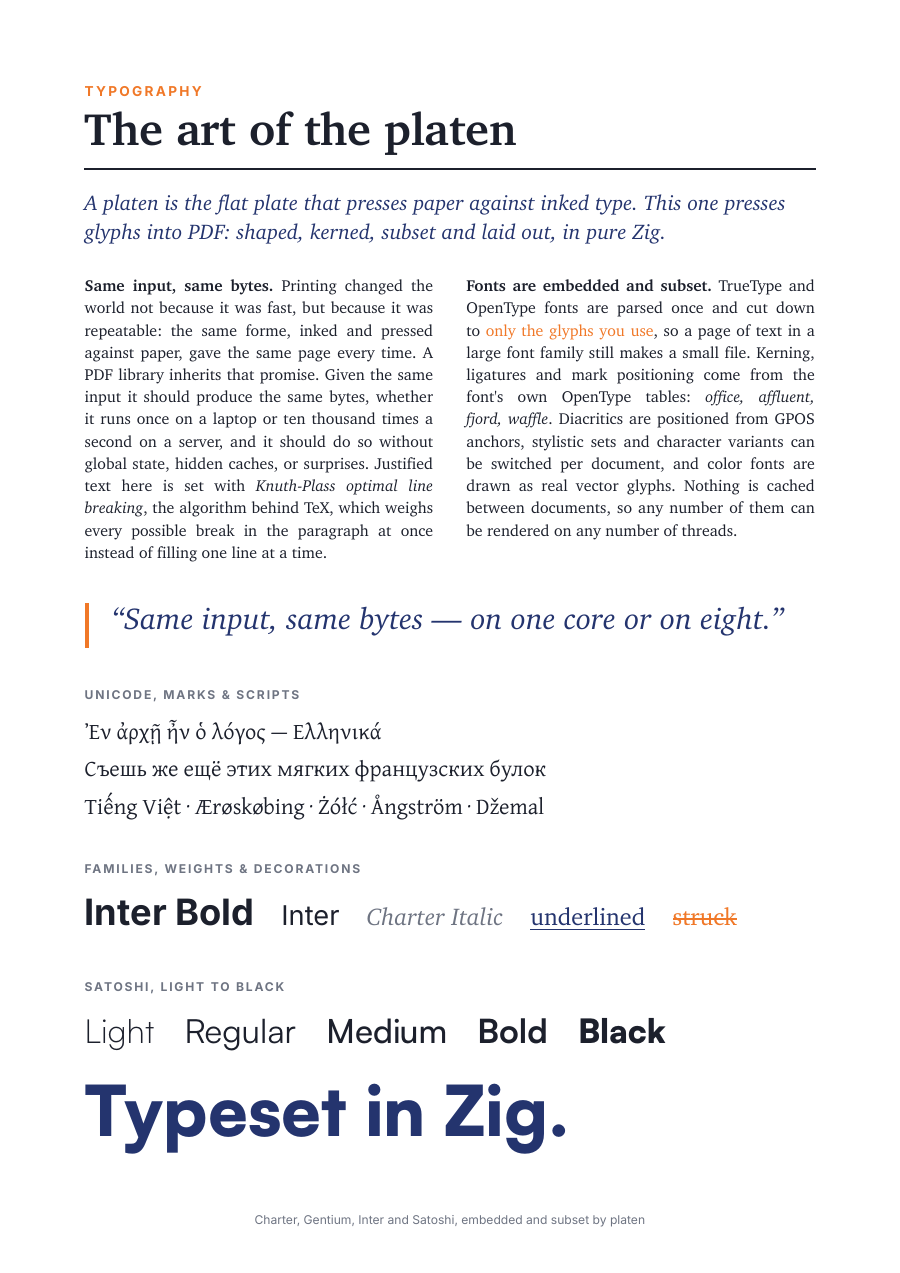 TYPOGRAPHY
The art of the platen
A platen is the flat plate that presses paper against inked type. This one presses
glyphs into PDF: shaped, kerned, subset and laid out, in pure Zig.
Same input, same bytes. Printing changed the
world not because it was fast, but because it was
repeatable: the same forme, inked and pressed
against paper, gave the same page every time. A
PDF library inherits that promise. Given the same
input it should produce the same bytes, whether
it runs once on a laptop or ten thousand times a
second on a server, and it should do so without
global state, hidden caches, or surprises. Justified
text here is set with Knuth-Plass optimal line
breaking, the algorithm behind TeX, which weighs
every possible break in the paragraph at once
instead of filling one line at a time.
Fonts are embedded and subset. TrueType and
OpenType fonts are parsed once and cut down
to only the glyphs you use, so a page of text in a
large font family still makes a small file. Kerning,
ligatures and mark positioning come from the
font's own OpenType tables: office, affluent,
fjord, waffle. Diacritics are positioned from GPOS
anchors, stylistic sets and character variants can
be switched per document, and color fonts are
drawn as real vector glyphs. Nothing is cached
between documents, so any number of them can
be rendered on any number of threads.
“Same input, same bytes — on one core or on eight.”
UNICODE, MARKS & SCRIPTS
Ἐν ἀρχῇ ἦν ὁ λόγος — Ελληνικά
Съешь же ещё этих мягких французских булок
Tiếng Việt · Ærøskøbing · Żółć · Ångström · Džemal
FAMILIES, WEIGHTS & DECORATIONS
Inter Bold Inter Charter Italic underlined struck
SATOSHI, LIGHT TO BLACK
Light Regular Medium Bold Black
Typeset in Zig.
Charter, Gentium, Inter and Satoshi, embedded and subset by platen